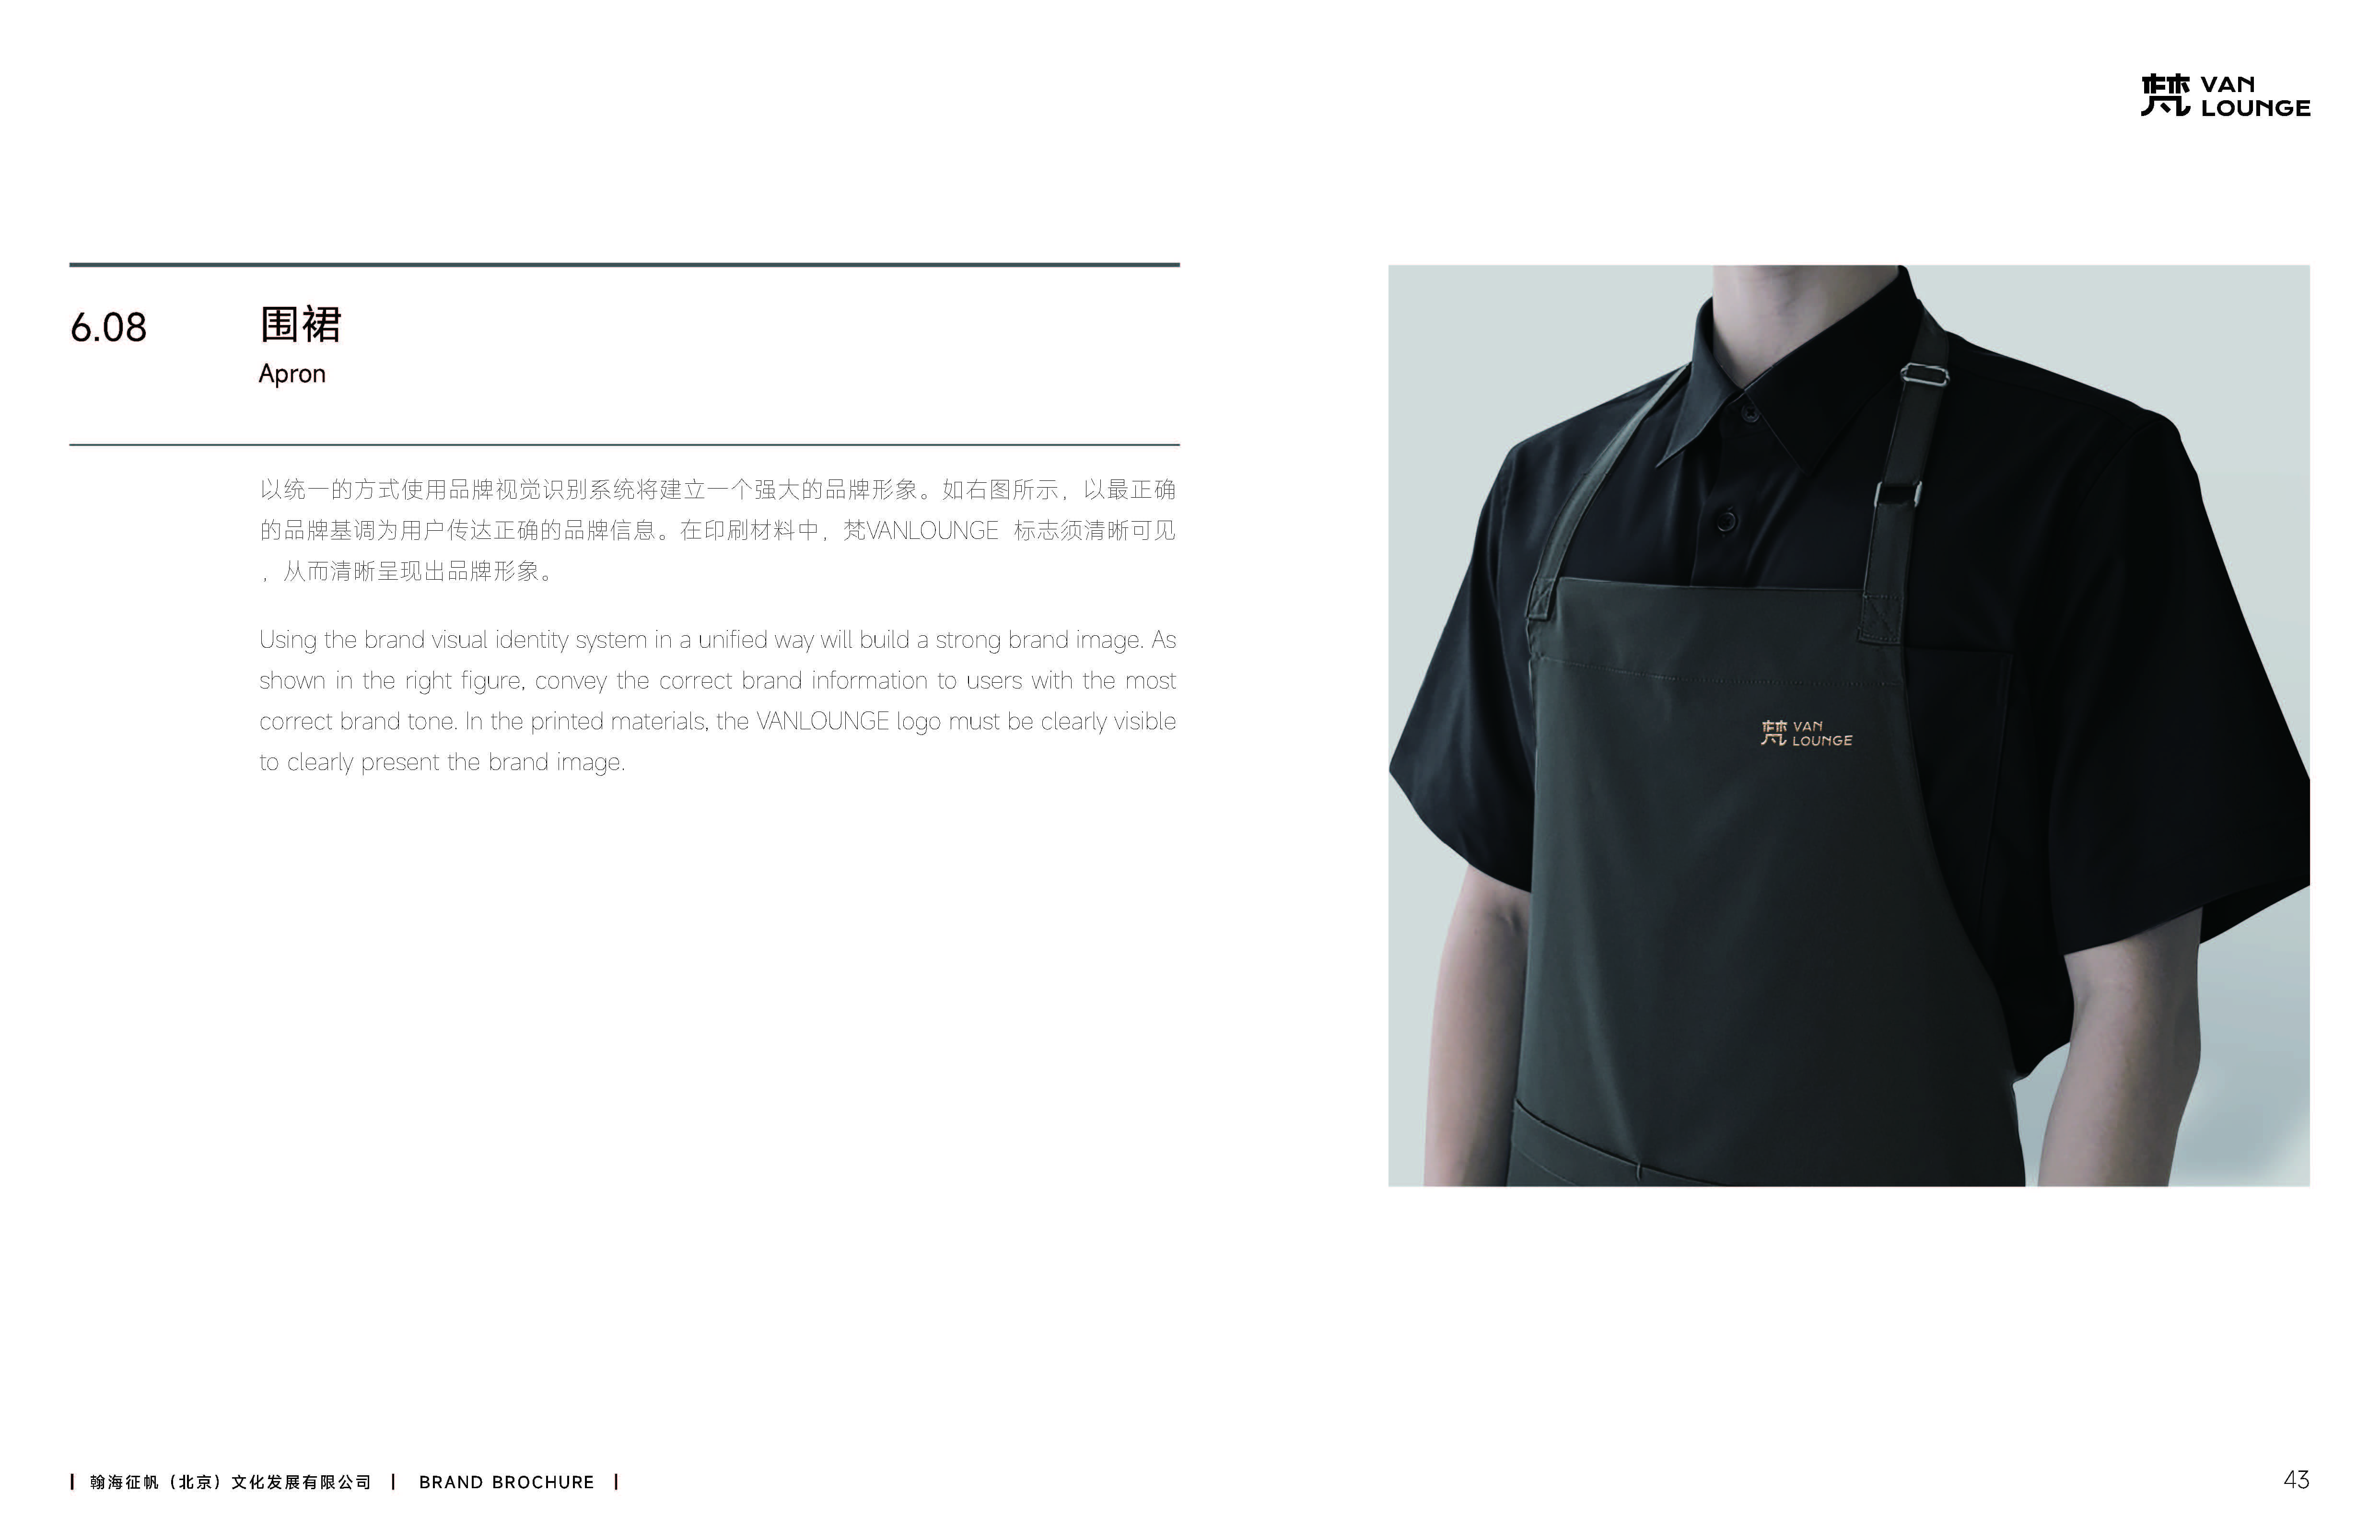 梵 VAN
LOUNGE
6.08
围裙
Apron
以统一的方式使用品牌视觉识别系统将建立一个强大的品牌形象。如右图所示，以最正确
的品牌基调为用户传达正确的品牌信息。在印刷材料中，梵VANLOUNGE 标志须清晰可见
，从而清晰呈现出品牌形象。
Using the brand visual identity system in a unified way will build a strong brand image. As
shown in the right figure, convey the correct brand information to users with the most
correct brand tone. In the printed materials, the VANLOUNGE logo must be clearly visible
to clearly present the brand image.
梵 VAN
LOUNGE
| 翰海征帆（北京）文化发展有限公司 | BRAND BROCHURE |
43